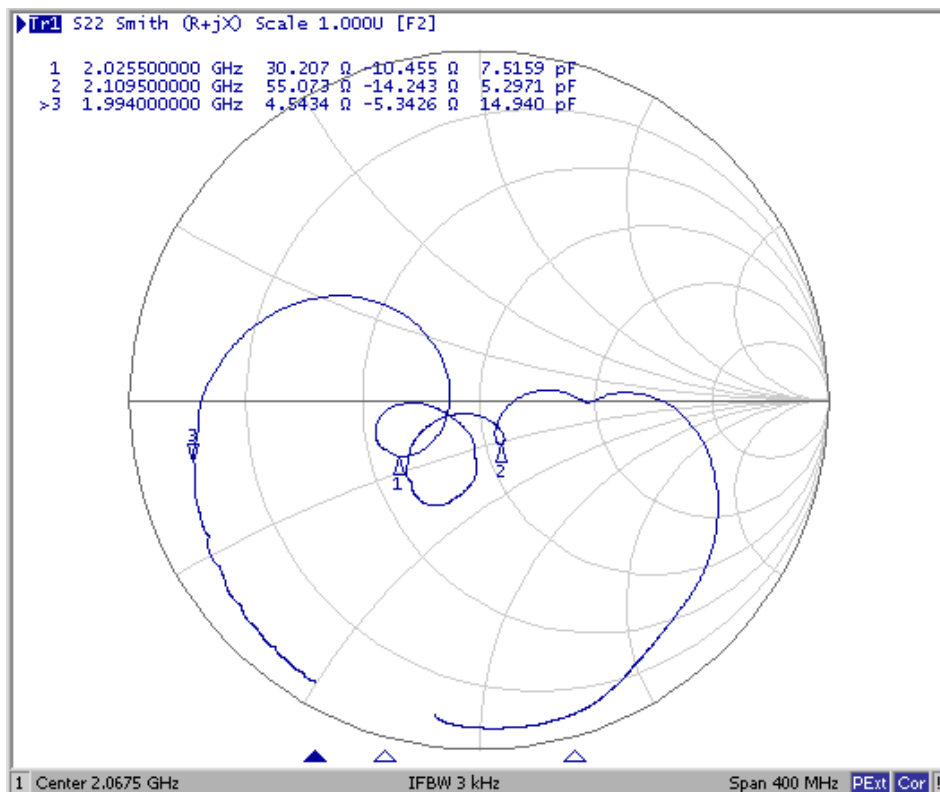 Tr1 S22 Smith (R+jX) Scale 1.000U [F2]
1 2.025500000 GHz 30.207 Ω -10.455 Ω 7.5159 pF
2 2.109500000 GHz 55.073 Ω -14.243 Ω 5.2971 pF
>3 1.994000000 GHz 4.5434 Ω -5.3426 Ω 14.940 pF
3
1
2
1 Center 2.0675 GHz IFBW 3 kHz Span 400 MHz PExt Cor !